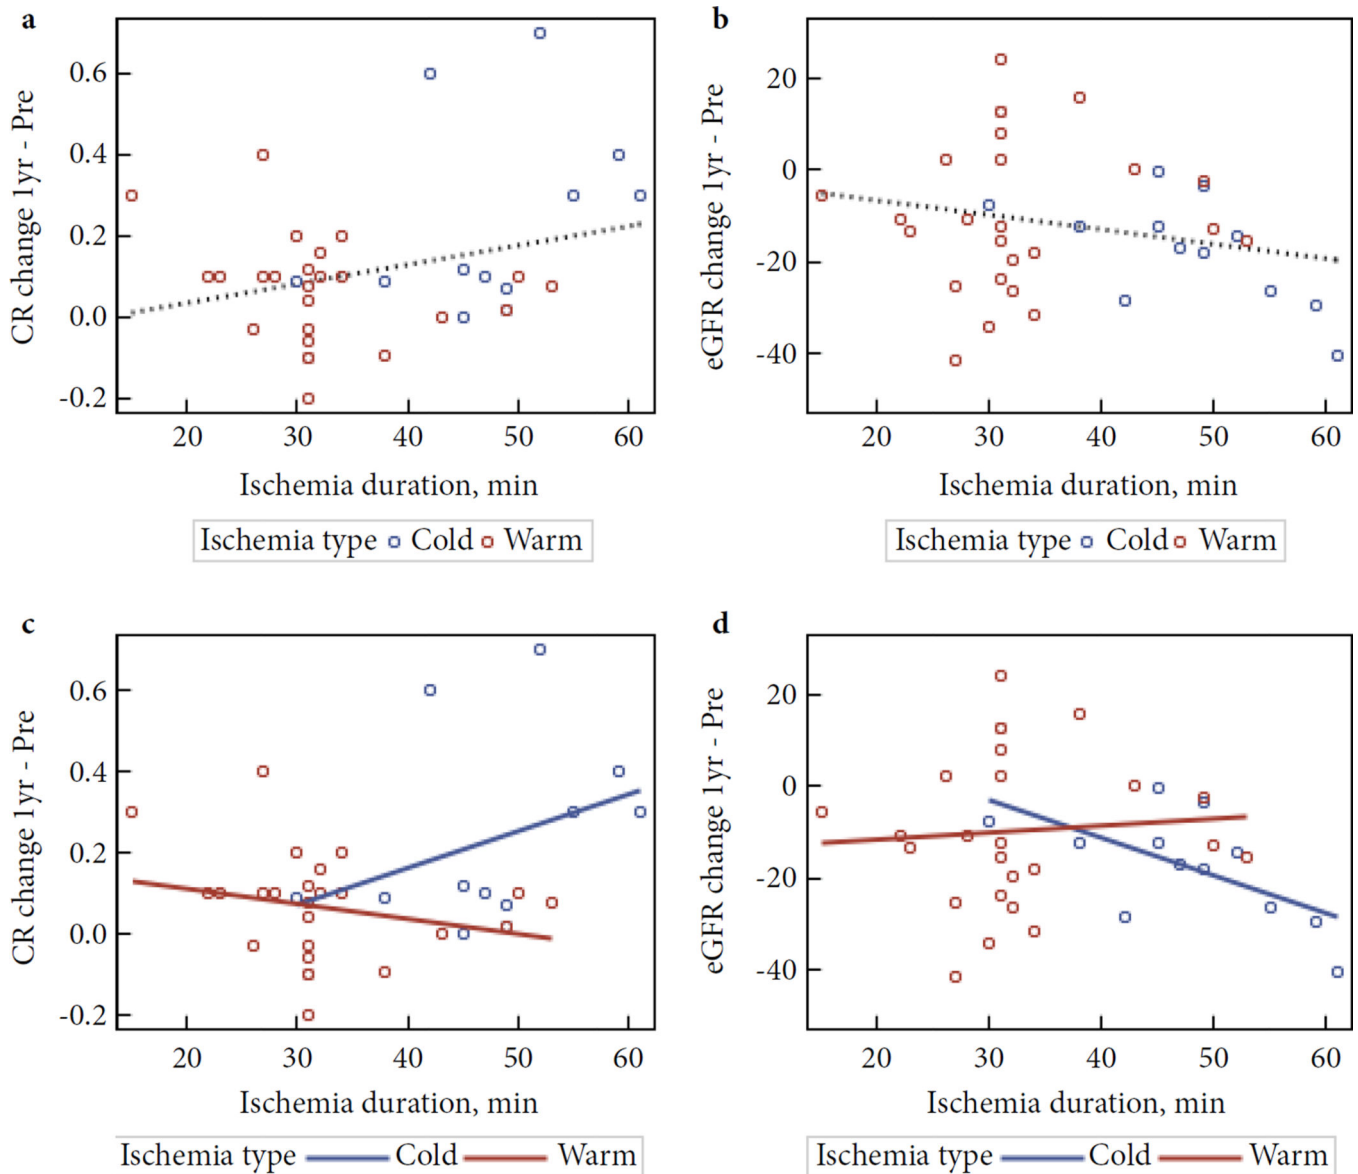 a
CR change 1yr - Pre
0.6
0.4
0.2
0.0
-0.2
20 30 40 50 60
Ischemia duration, min
Ischemia type Cold Warm
b
eGFR change 1yr - Pre
20
0
-20
-40
20 30 40 50 60
Ischemia duration, min
Ischemia type Cold Warm
c
CR change 1yr - Pre
0.6
0.4
0.2
0.0
-0.2
20 30 40 50 60
Ischemia duration, min
Ischemia type Cold Warm
d
eGFR change 1yr - Pre
20
0
-20
-40
20 30 40 50 60
Ischemia duration, min
Ischemia type Cold Warm